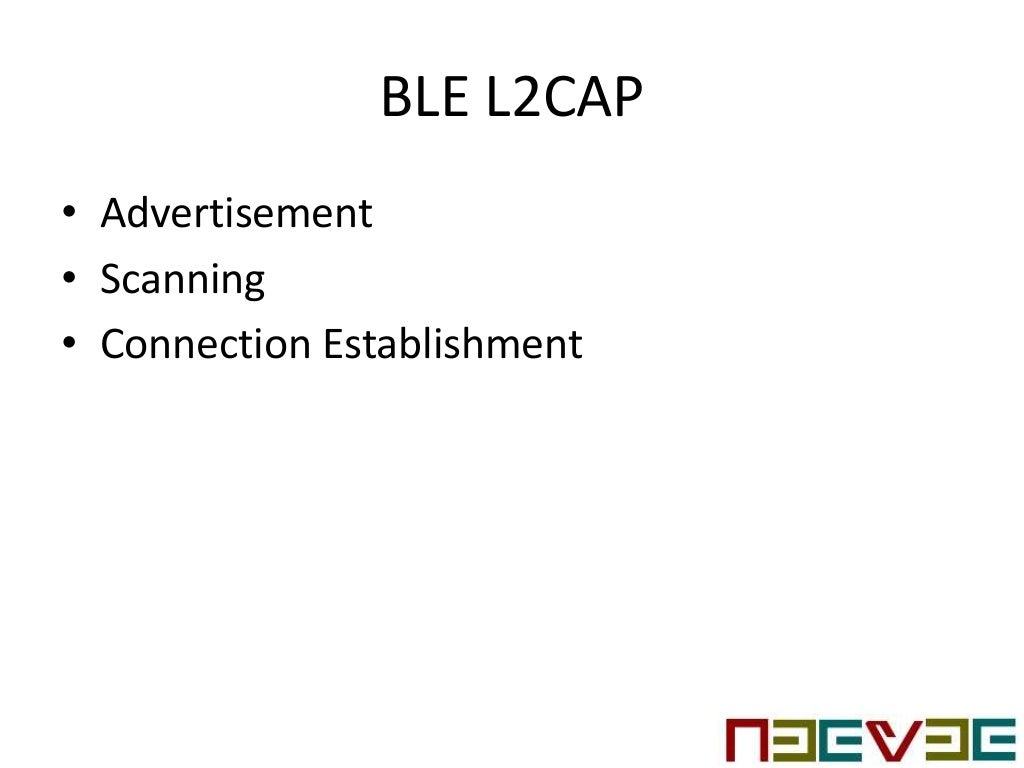 BLE L2CAP
• Advertisement
• Scanning
• Connection Establishment